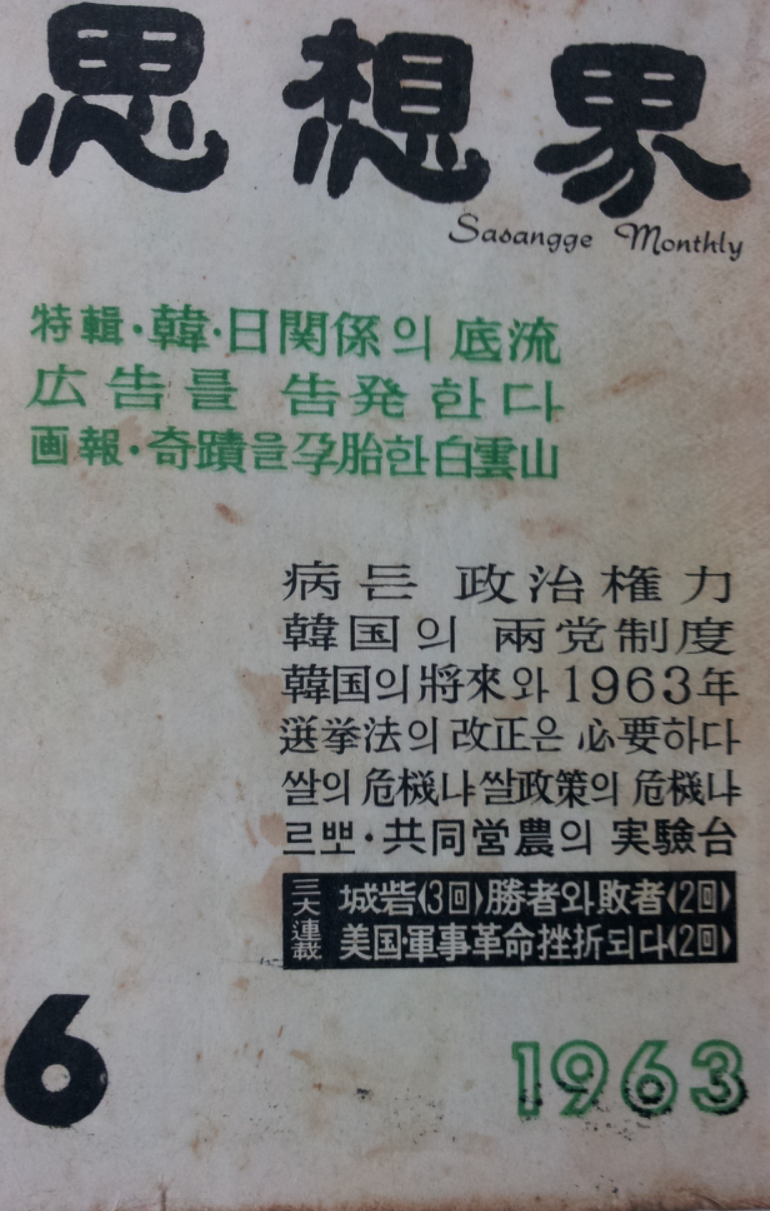 思想界
Sasangge Monthly
特輯·韓·日関係의 底流
広告를 告発한다
画報·奇蹟을孕胎한白雲山
病든 政治権力
韓国의 兩党制度
韓国의將來와1963年
選挙法의改正은必要하다
쌀의危機냐쌀政策의危機냐
르뽀·共同営農의 実驗台
三大連載
城砦(3回)勝者와敗者(2回)
美国·軍事革命挫折되다(2回)
6
1963